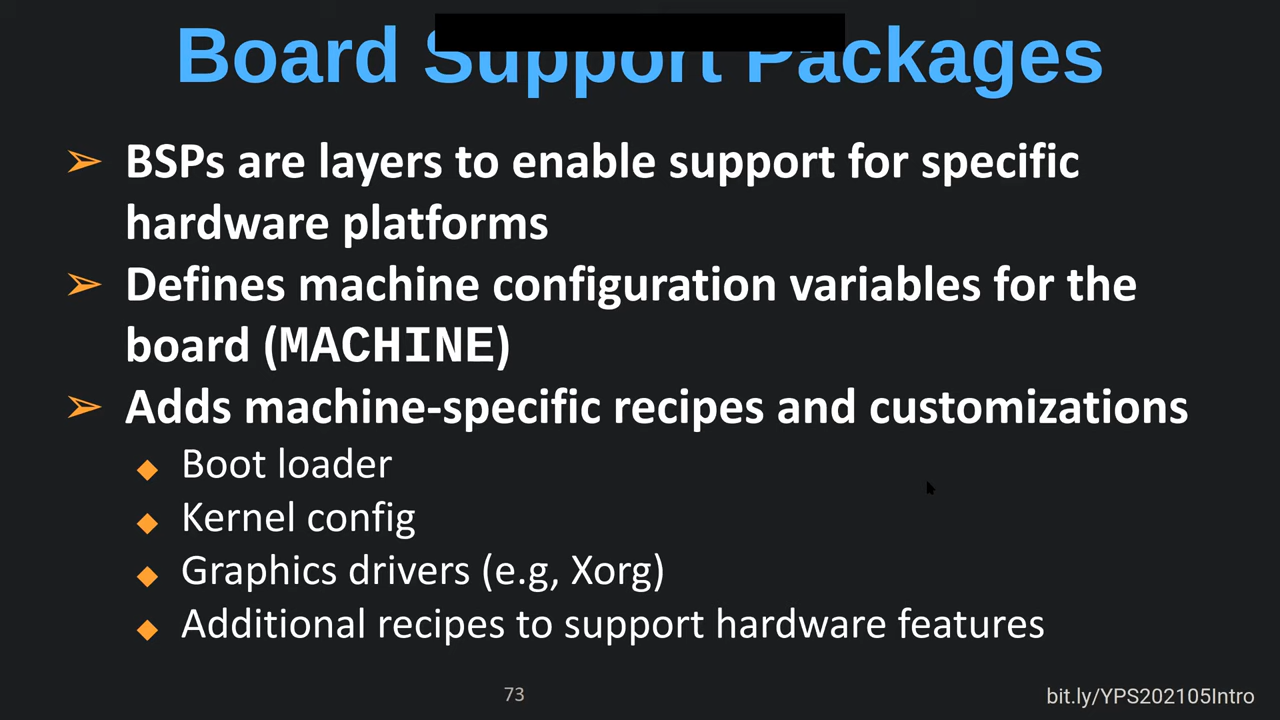 Board Support Packages
➢ BSPs are layers to enable support for specific
hardware platforms
➢ Defines machine configuration variables for the
board (MACHINE)
➢ Adds machine-specific recipes and customizations
◆ Boot loader
◆ Kernel config
◆ Graphics drivers (e.g, Xorg)
◆ Additional recipes to support hardware features
73
bit.ly/YPS202105Intro